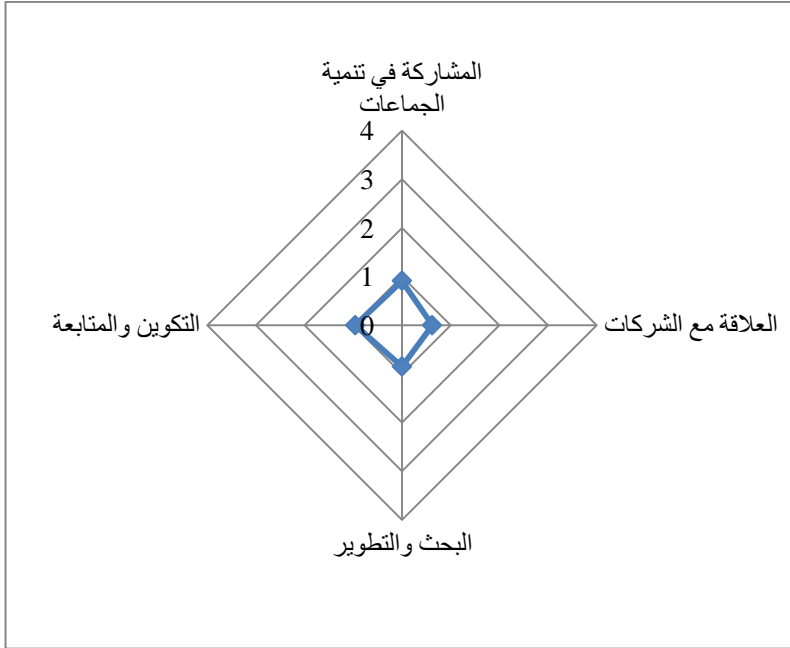 المشاركة في تنمية
الجماعات
4
3
2
1
0
العلاقة مع الشركات
التكوين والمتابعة
البحث والتطوير